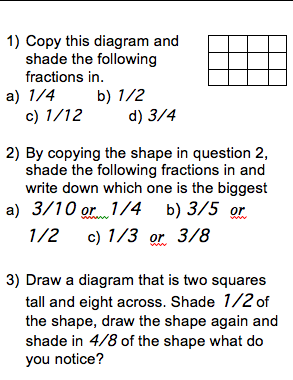 1) Copy this diagram and
shade the following
fractions in.
a) 1/4 b) 1/2
c) 1/12 d) 3/4
2) By copying the shape in question 2,
shade the following fractions in and
write down which one is the biggest
a) 3/10 or 1/4 b) 3/5 or
1/2 c) 1/3 or 3/8
3) Draw a diagram that is two squares
tall and eight across. Shade 1/2 of
the shape, draw the shape again and
shade in 4/8 of the shape what do
you notice?